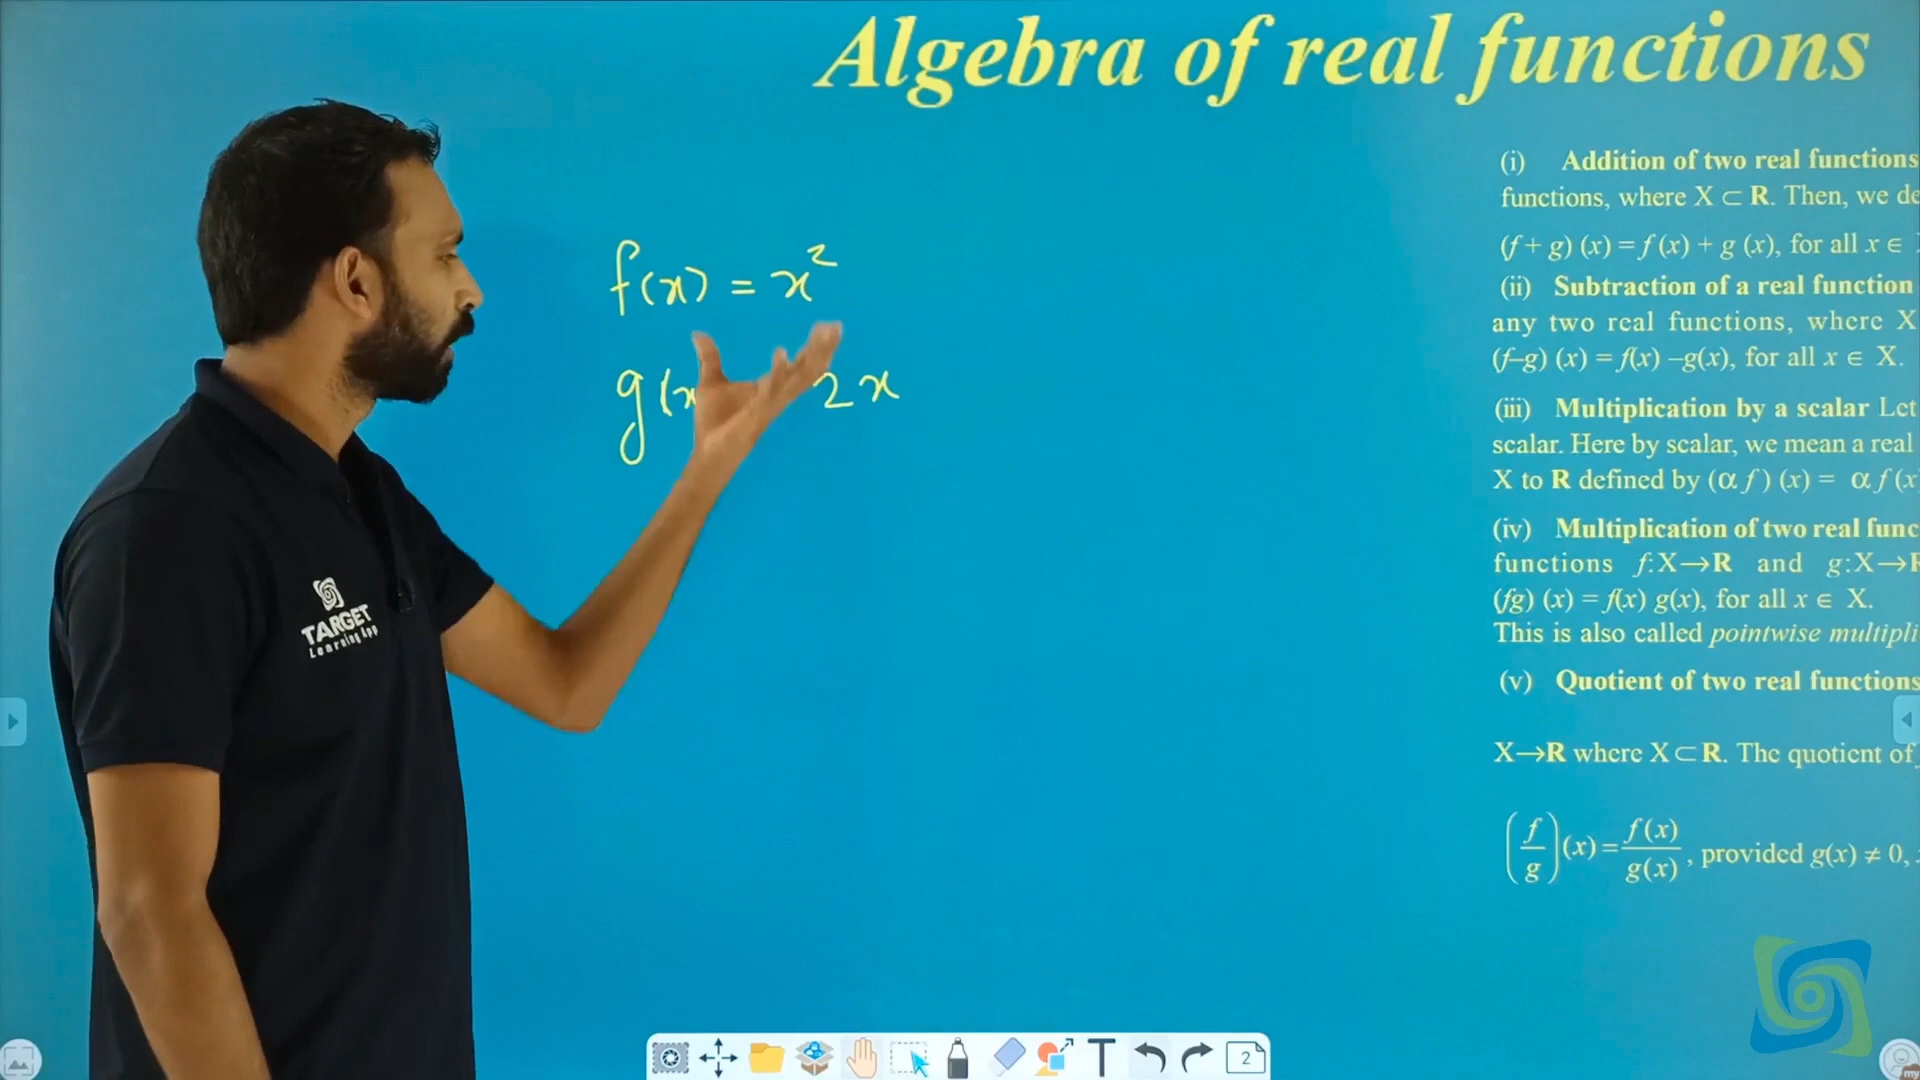 Algebra of real functions
f(x) = x²
g(x 2x
(i) Addition of two real functions
functions, where X ⊂ R. Then, we de
(f + g) (x) = f (x) + g (x), for all x ∈
(ii) Subtraction of a real function
any two real functions, where X
(f–g) (x) = f(x) –g(x), for all x ∈ X.
(iii) Multiplication by a scalar Let
scalar. Here by scalar, we mean a real
X to R defined by (α f ) (x) = α f (x
(iv) Multiplication of two real func
functions f:X→R and g:X→R
(fg) (x) = f(x) g(x), for all x ∈ X.
This is also called pointwise multipli
(v) Quotient of two real functions
X→R where X⊂R. The quotient of
(f/g)(x) = f(x)/g(x), provided g(x) ≠ 0,
TARGET
Learning App
T
2
my